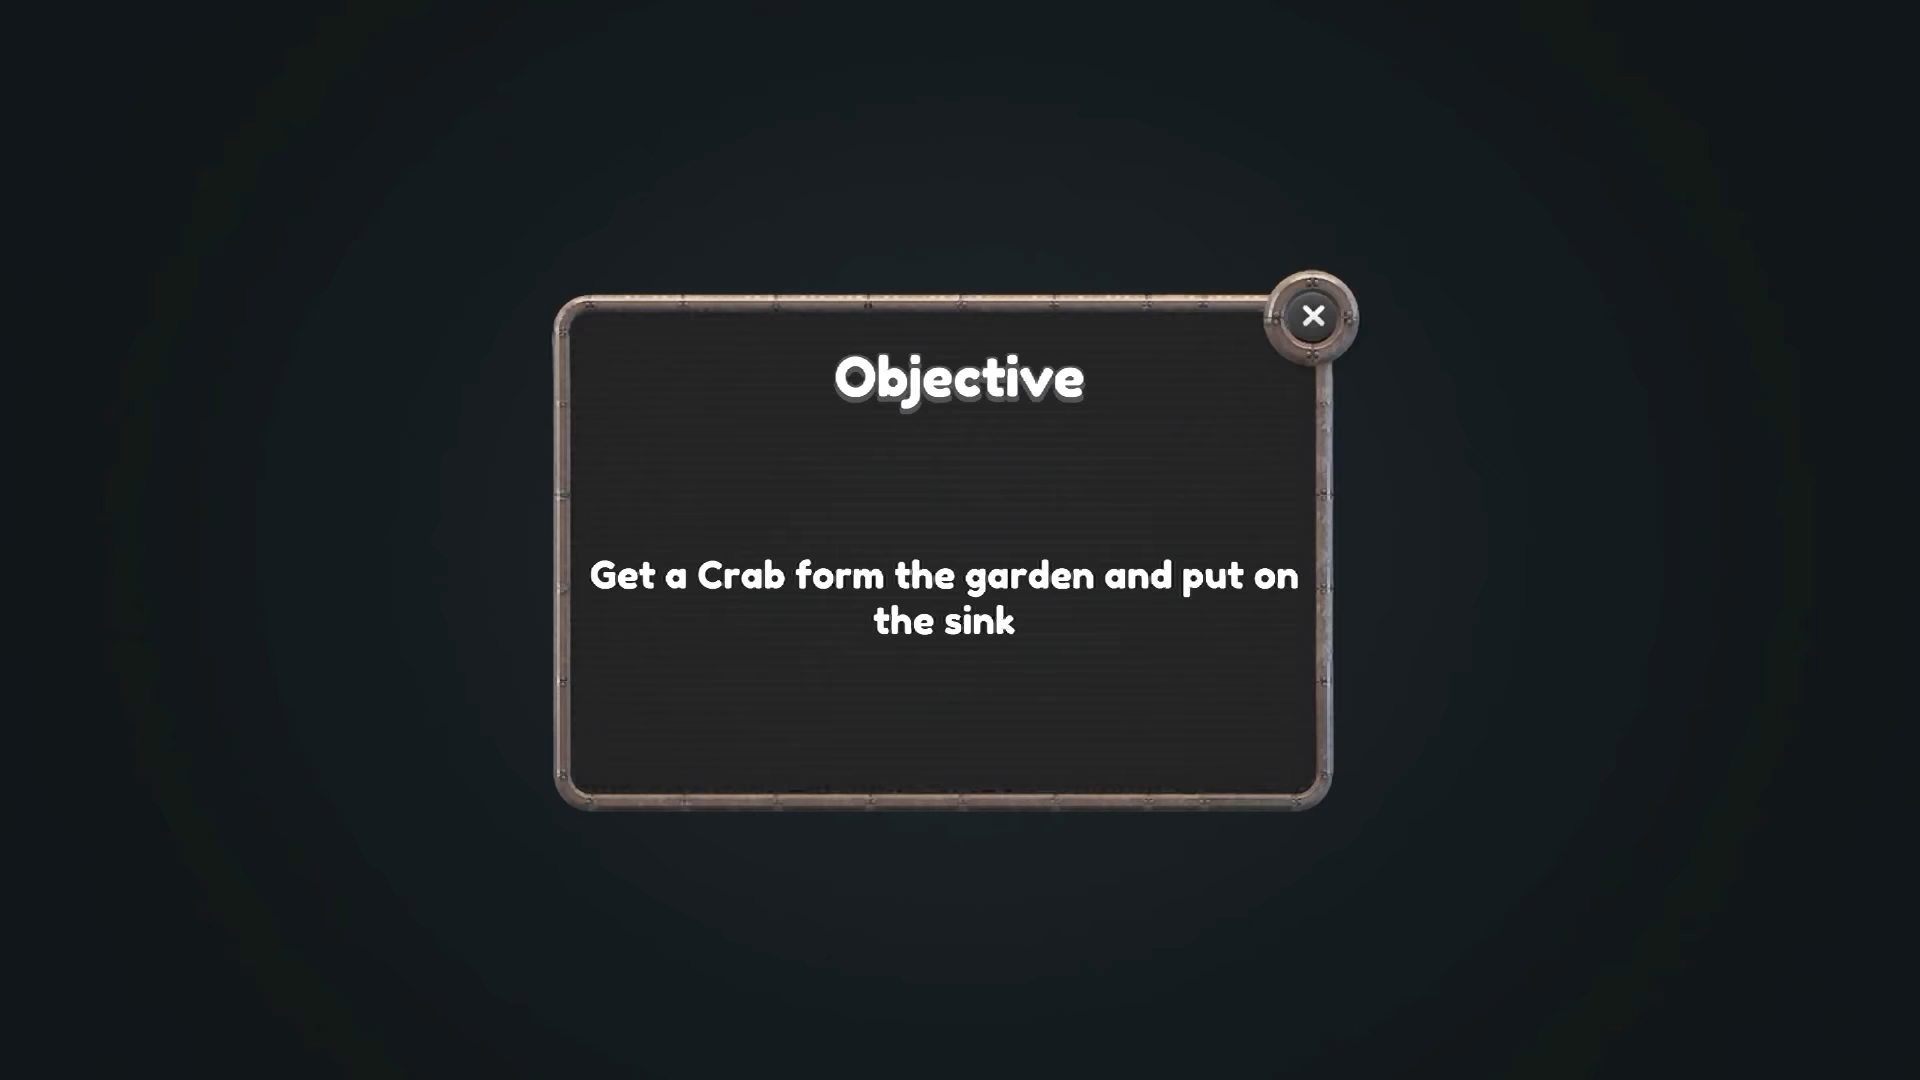 Objective
Get a Crab form the garden and put on
the sink